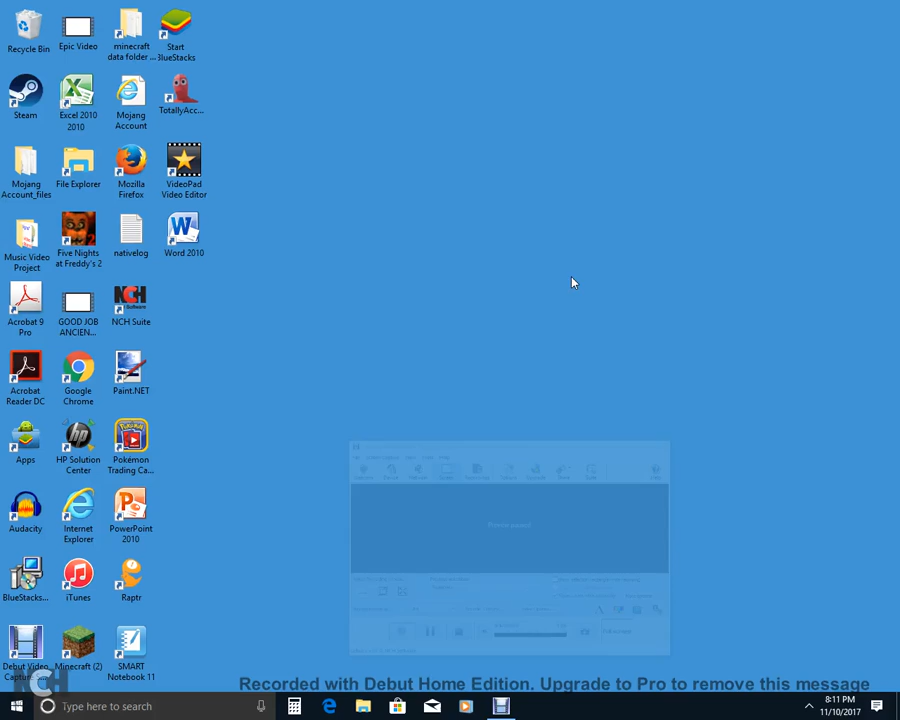 Recycle Bin
Epic Video
minecraft
data folder ...
Start
BlueStacks
Steam
Excel 2010
2010
Mojang
Account
TotallyAcc...
Mojang
Account_files
File Explorer
Mozilla
Firefox
VideoPad
Video Editor
Music Video
Project
Five Nights
at Freddy's 2
nativelog
Word 2010
Acrobat 9
Pro
GOOD JOB
ANCIEN...
NCH
Software
NCH Suite
Acrobat
Reader DC
Google
Chrome
Paint.NET
Apps
HP Solution
Center
Pokémon
Trading Ca...
Audacity
Internet
Explorer
PowerPoint
2010
BlueStacks...
iTunes
Raptr
Debut Video
Capture S...
Minecraft (2)
SMART
Notebook 11
NCH
Recorded with Debut Home Edition. Upgrade to Pro to remove this message
Type here to search
8:11 PM
11/10/2017